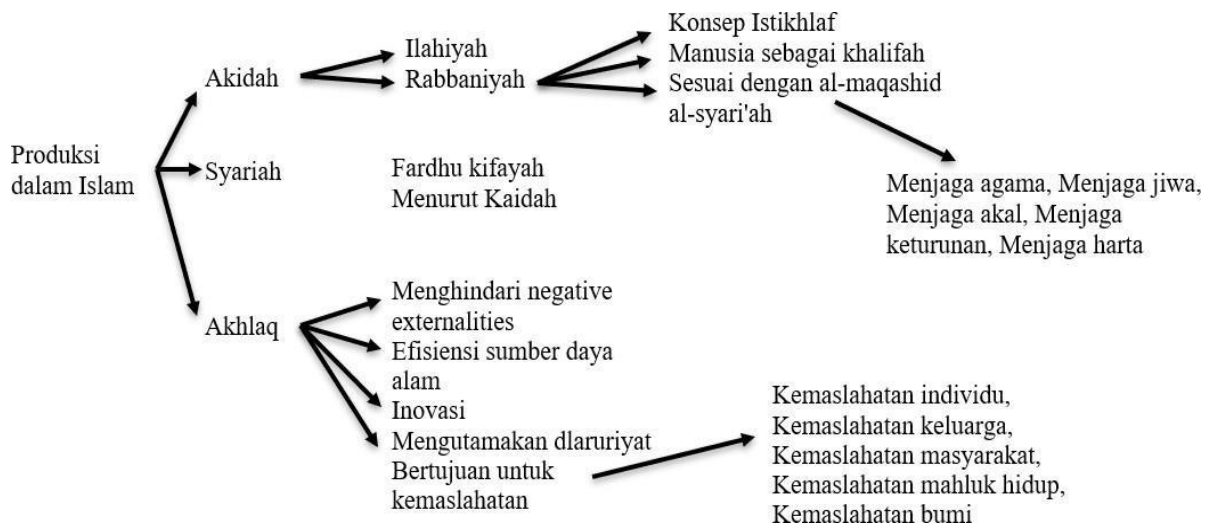 Produksi
dalam Islam
Akidah
Syariah
Akhlaq
Ilahiyah
Rabbaniyah
Fardhu kifayah
Menurut Kaidah
Menghindari negative
externalities
Efisiensi sumber daya
alam
Inovasi
Mengutamakan dlaruriyat
Bertujuan untuk
kemaslahatan
Konsep Istikhlaf
Manusia sebagai khalifah
Sesuai dengan al-maqashid
al-syari'ah
Menjaga agama, Menjaga jiwa,
Menjaga akal, Menjaga
keturunan, Menjaga harta
Kemaslahatan individu,
Kemaslahatan keluarga,
Kemaslahatan masyarakat,
Kemaslahatan mahluk hidup,
Kemaslahatan bumi